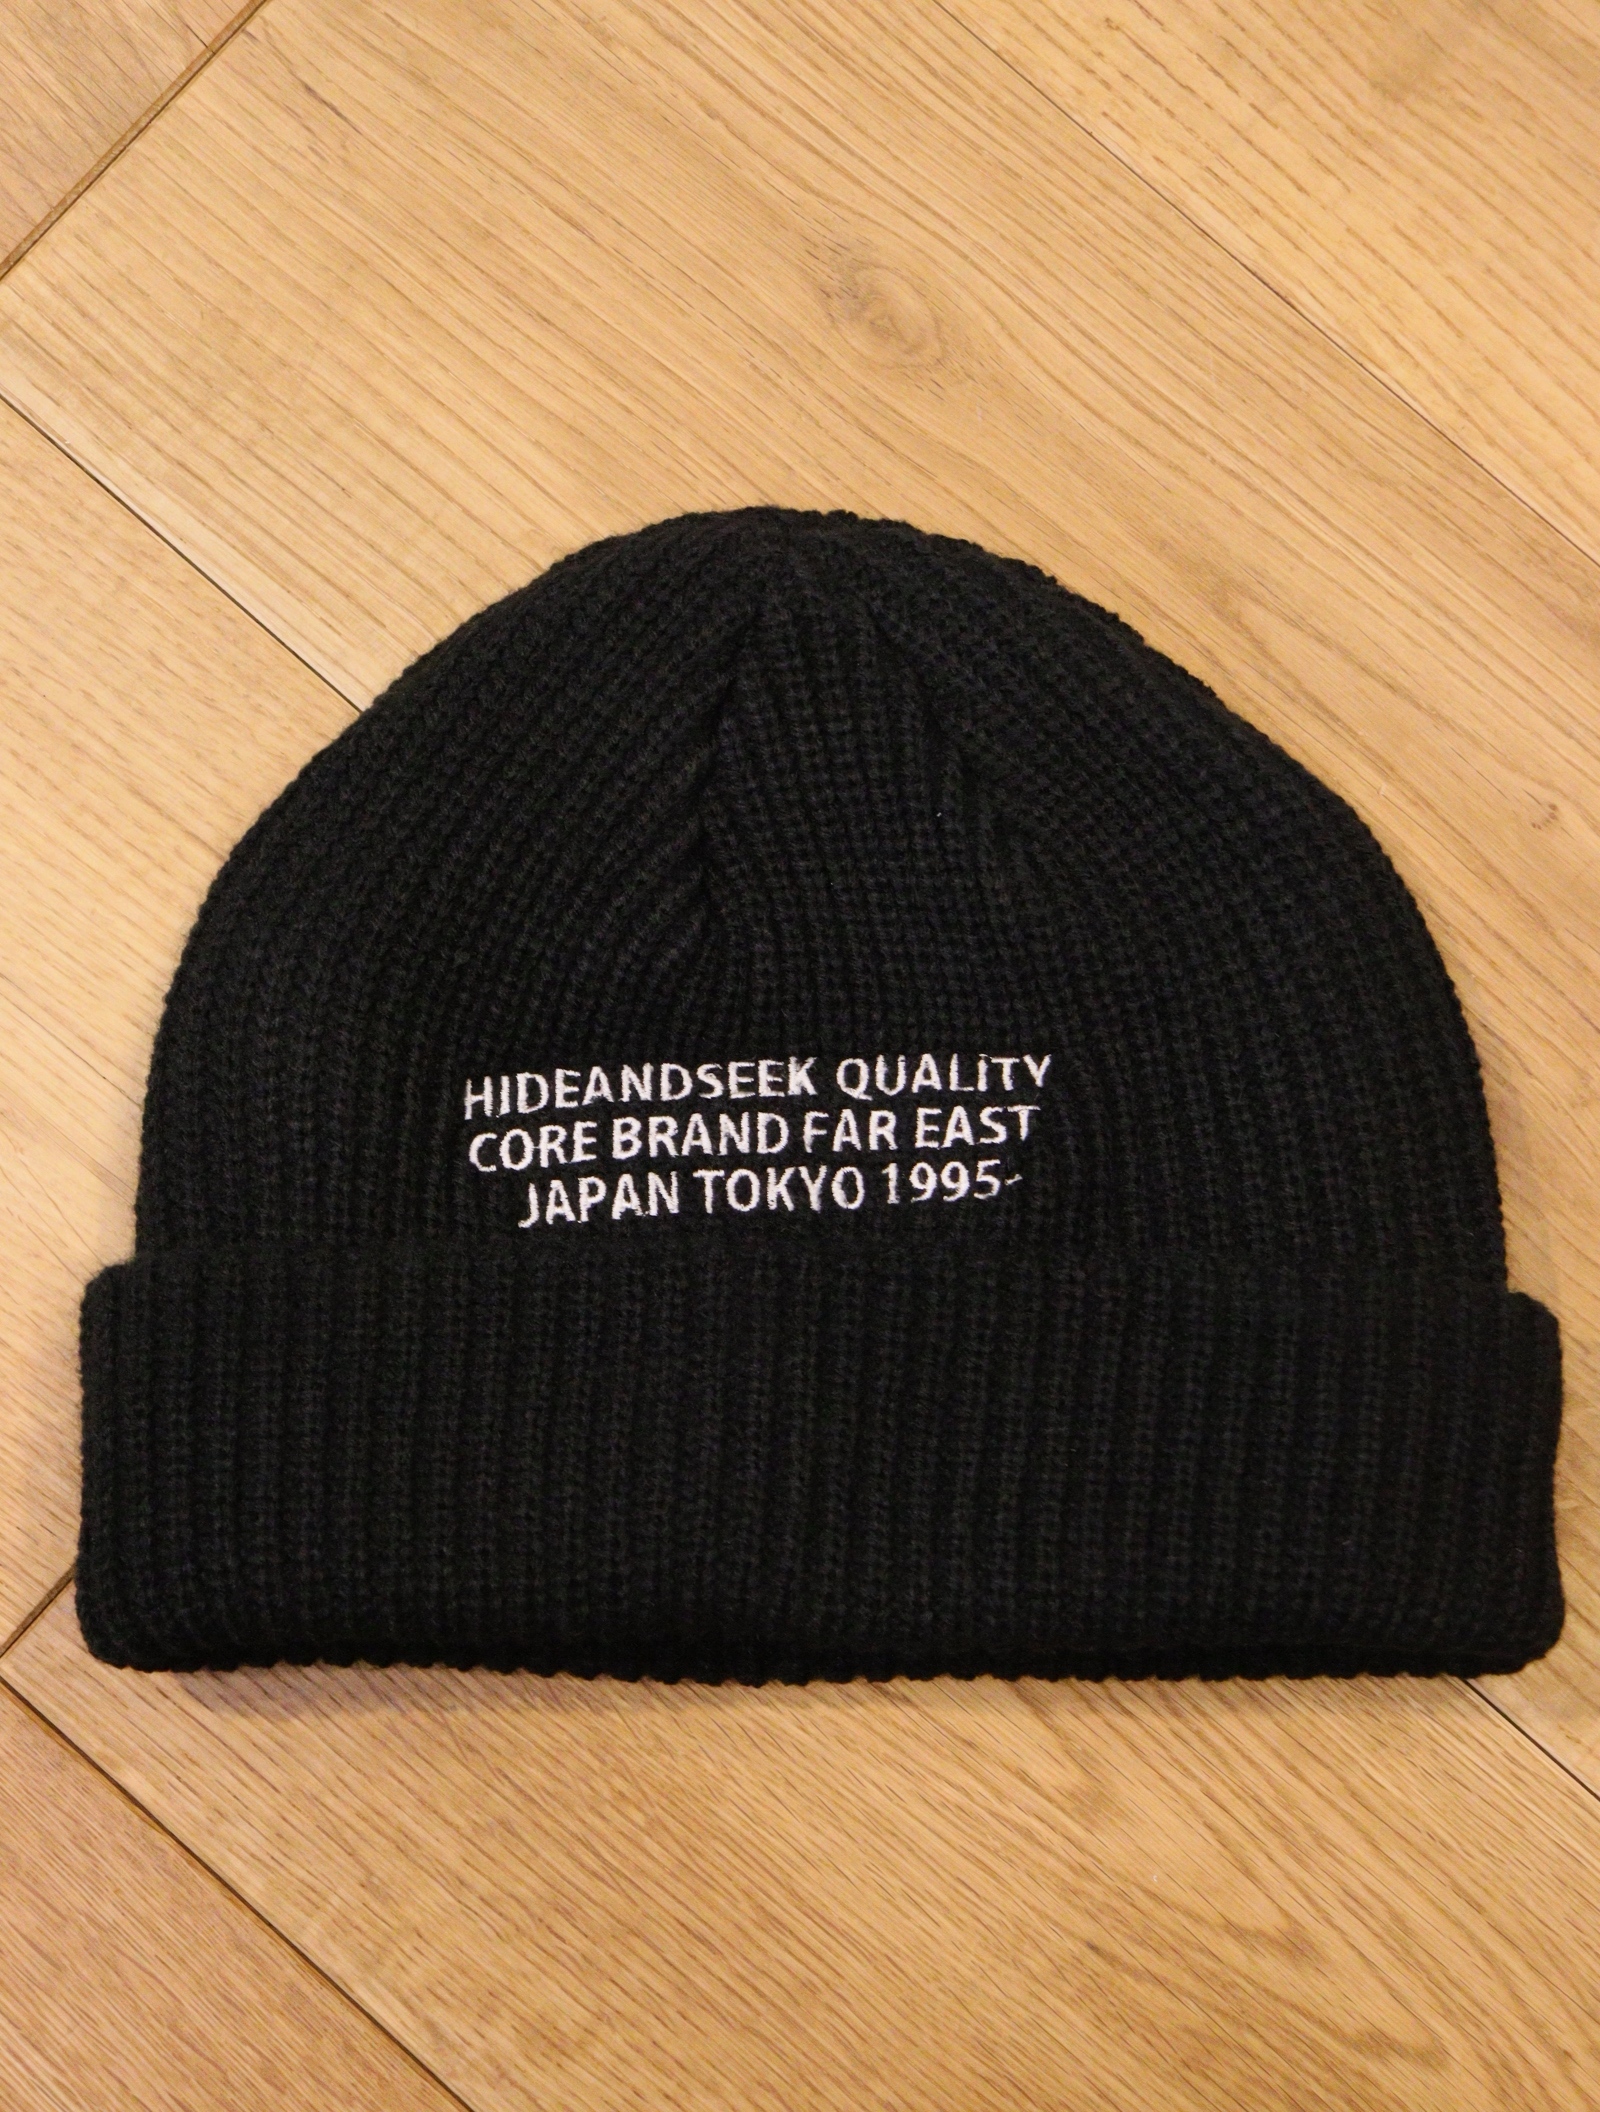 HIDEANDSEEK QUALITY
CORE BRAND FAR EAST
JAPAN TOKYO 1995-